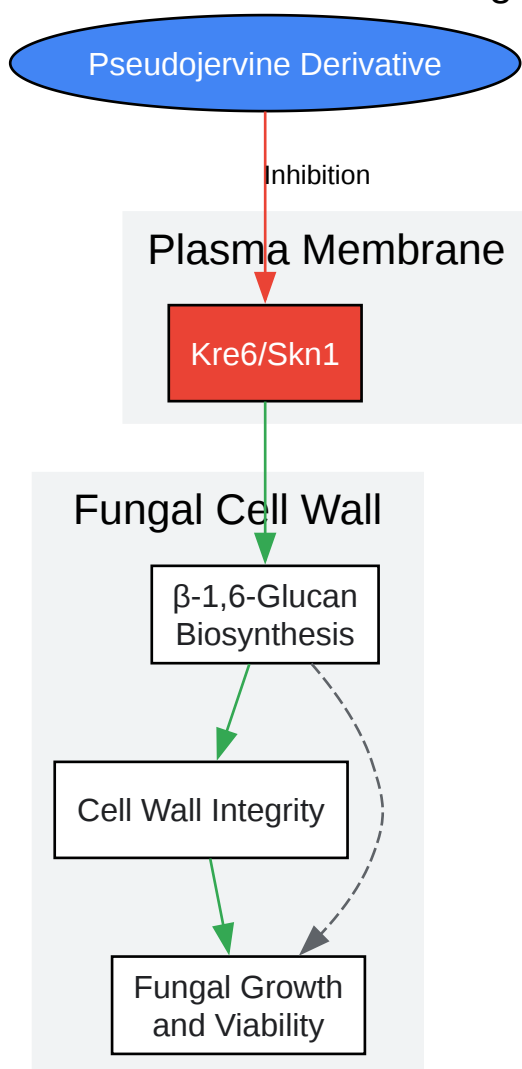 Pseudojervine Derivative
Inhibition
Plasma Membrane
Kre6/Skn1
Fungal Cell Wall
β-1,6-Glucan
Biosynthesis
Cell Wall Integrity
Fungal Growth
and Viability